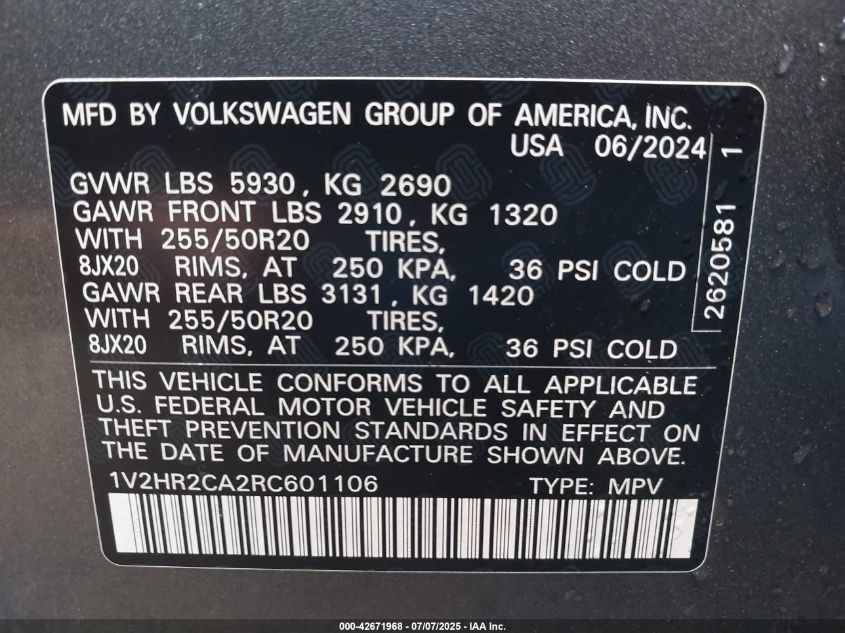 MFD BY VOLKSWAGEN GROUP OF AMERICA, INC.
USA 06/2024
GVWR LBS 5930, KG 2690
GAWR FRONT LBS 2910, KG 1320
WITH 255/50R20 TIRES,
8JX20 RIMS, AT 250 KPA, 36 PSI COLD
GAWR REAR LBS 3131, KG 1420
WITH 255/50R20 TIRES,
8JX20 RIMS, AT 250 KPA, 36 PSI COLD
2620581 1
THIS VEHICLE CONFORMS TO ALL APPLICABLE
U.S. FEDERAL MOTOR VEHICLE SAFETY AND
THEFT PREVENTION STANDARDS IN EFFECT ON
THE DATE OF MANUFACTURE SHOWN ABOVE.
1V2HR2CA2RC601106 TYPE: MPV
000-42671968 - 07/07/2025 - IAA Inc.